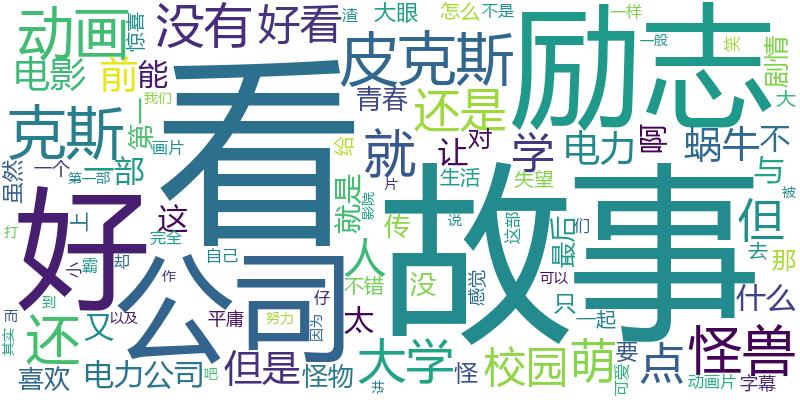 动画
没有
好看
大眼
怎么
不是
一样
惊喜
渣
电影
前
能
皮克斯
励志
一般
笑
剧情
大
我们
青春
还是
看
克斯
第一
画片
一部
就
给
让
对
学
电力
啊
蜗牛
不
虽然
一个
第一部
就是
影院
片
生活
失望
与
被
好
这
故事
但
上
完全
人
传
说
这部
最后
们
去
那
打
小
霸
却
自己
公司
不错
没
感觉
可以
只
一起
什么
到
作
仔
而
还
又
以及
平庸
努力
因为
太
大学
校园
萌
要
点
怪兽
其实
喜欢
电力公司
吧
但是
怪物
讲
怪
可爱
动画片
字幕